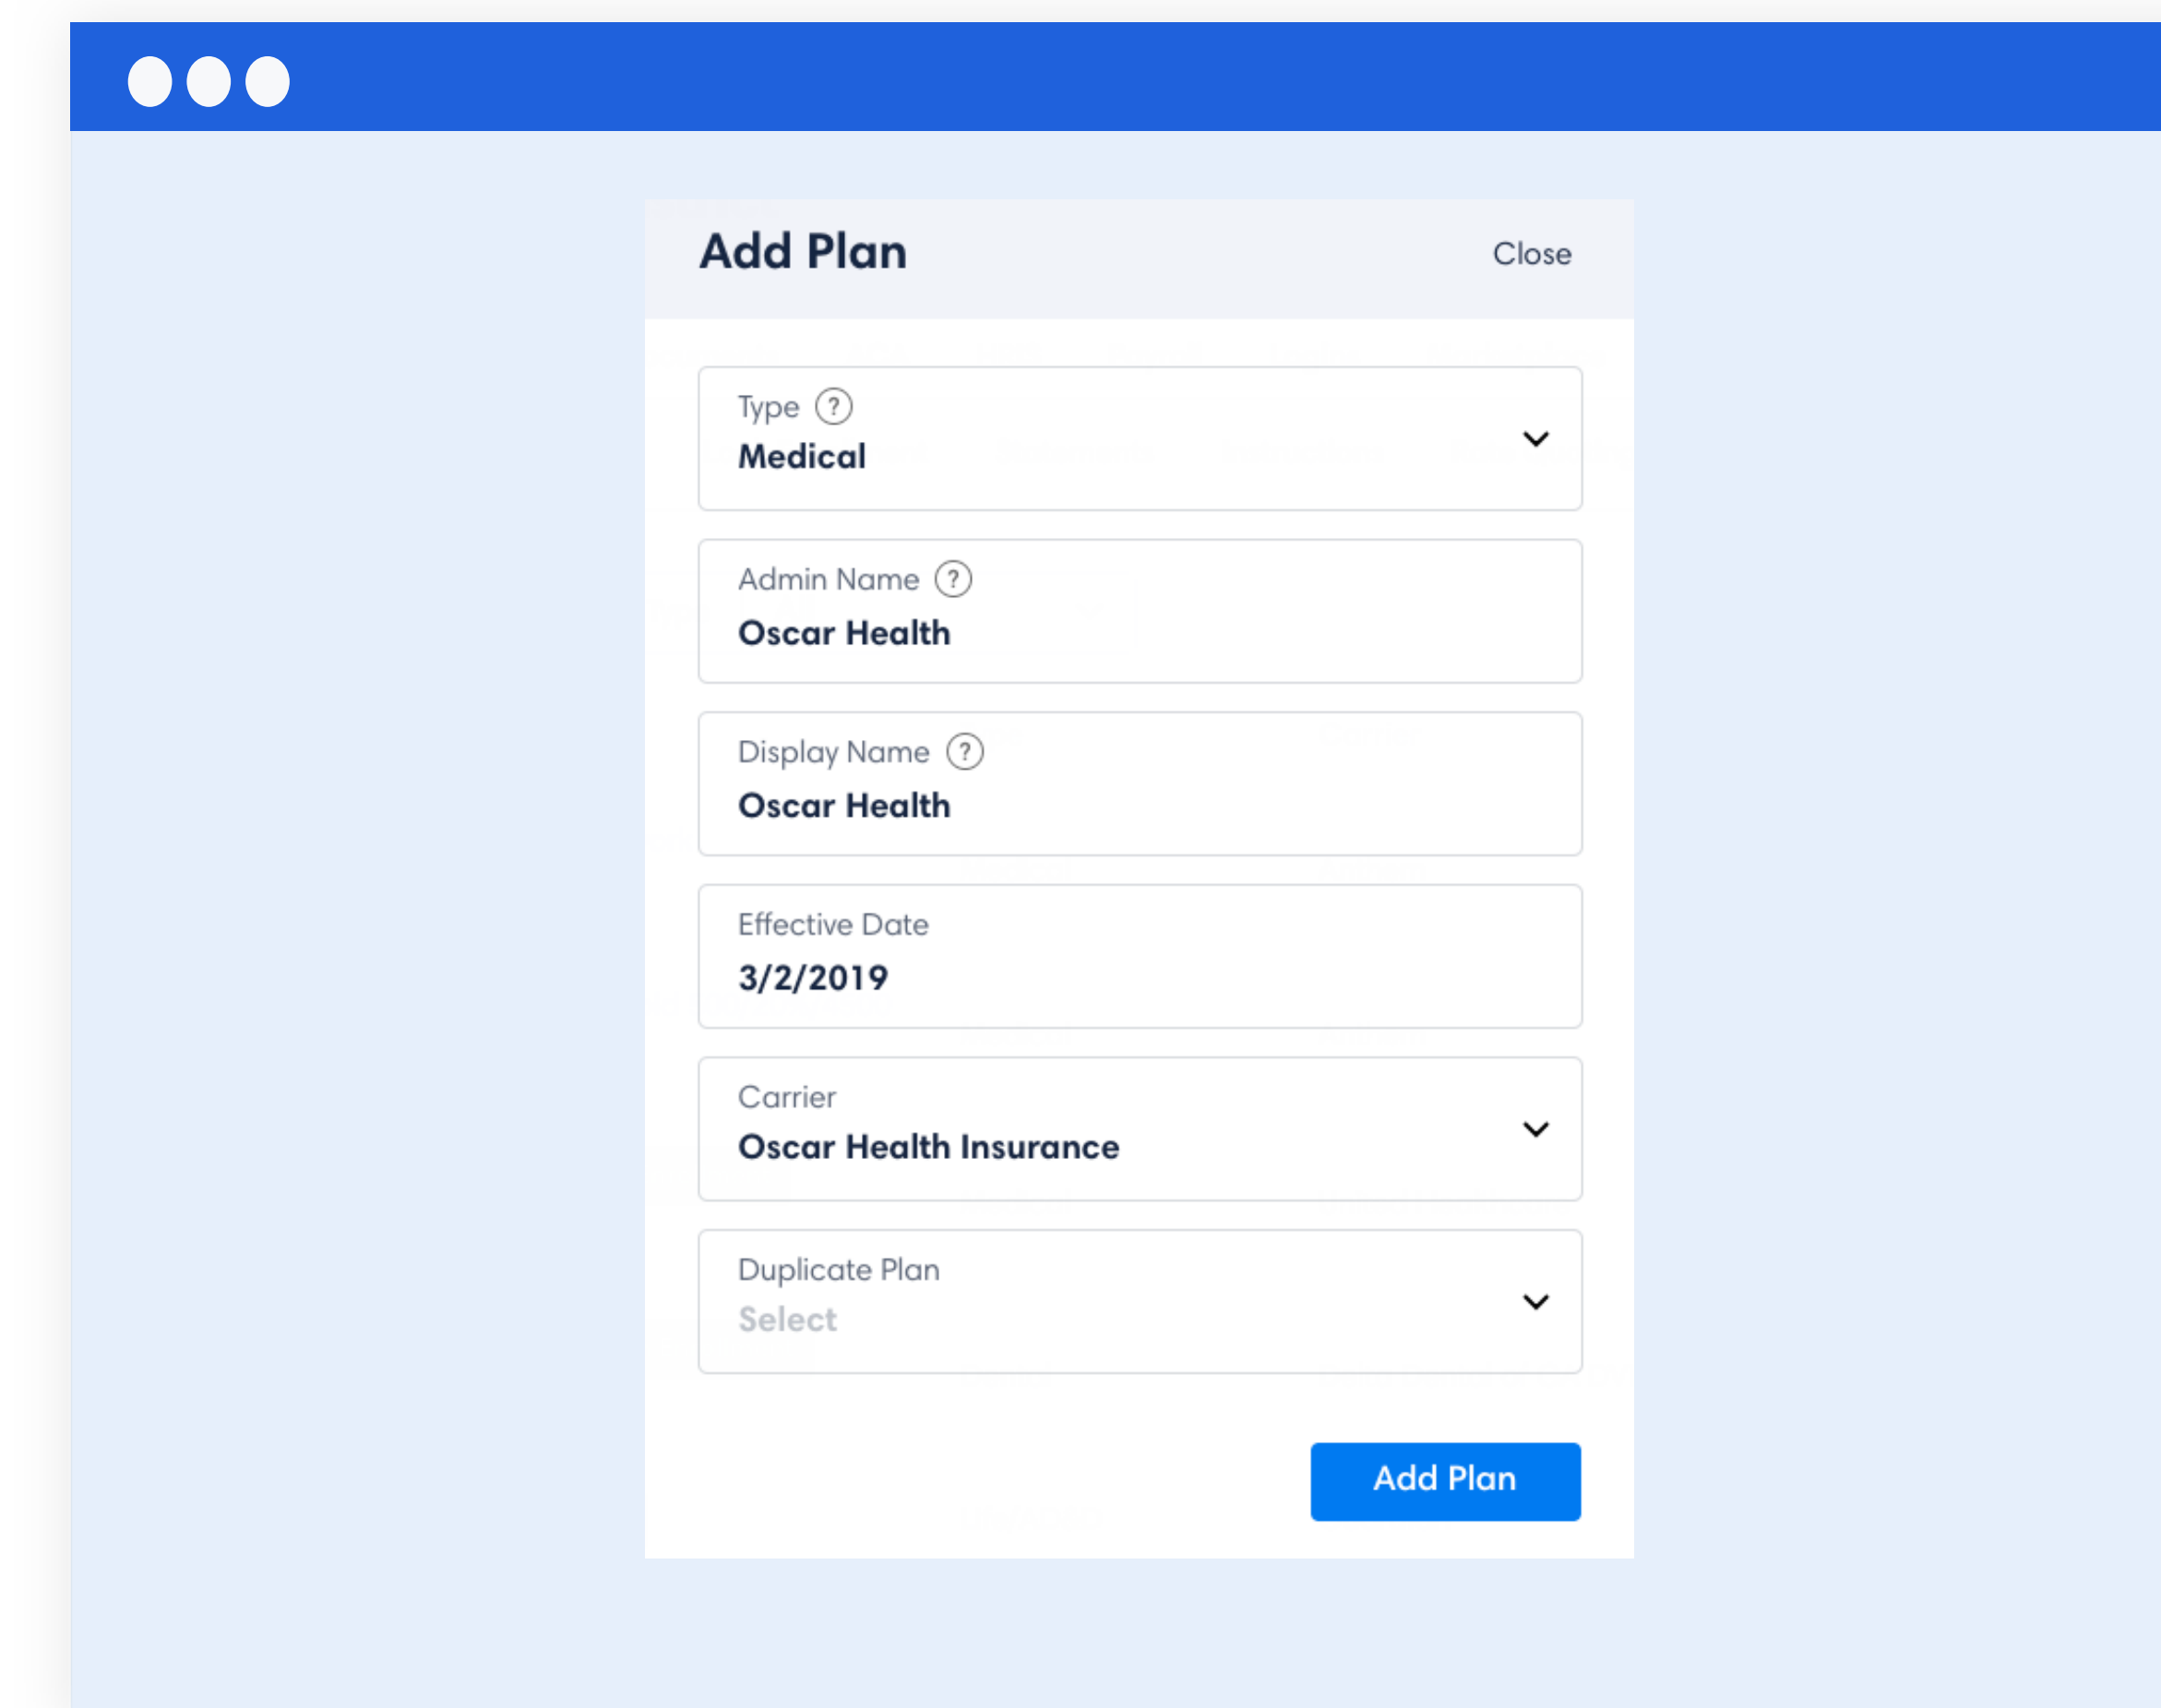 Add Plan
Close
Type ?
Medical
Admin Name ?
Oscar Health
Display Name ?
Oscar Health
Effective Date
3/2/2019
Carrier
Oscar Health Insurance
Duplicate Plan
Select
Add Plan